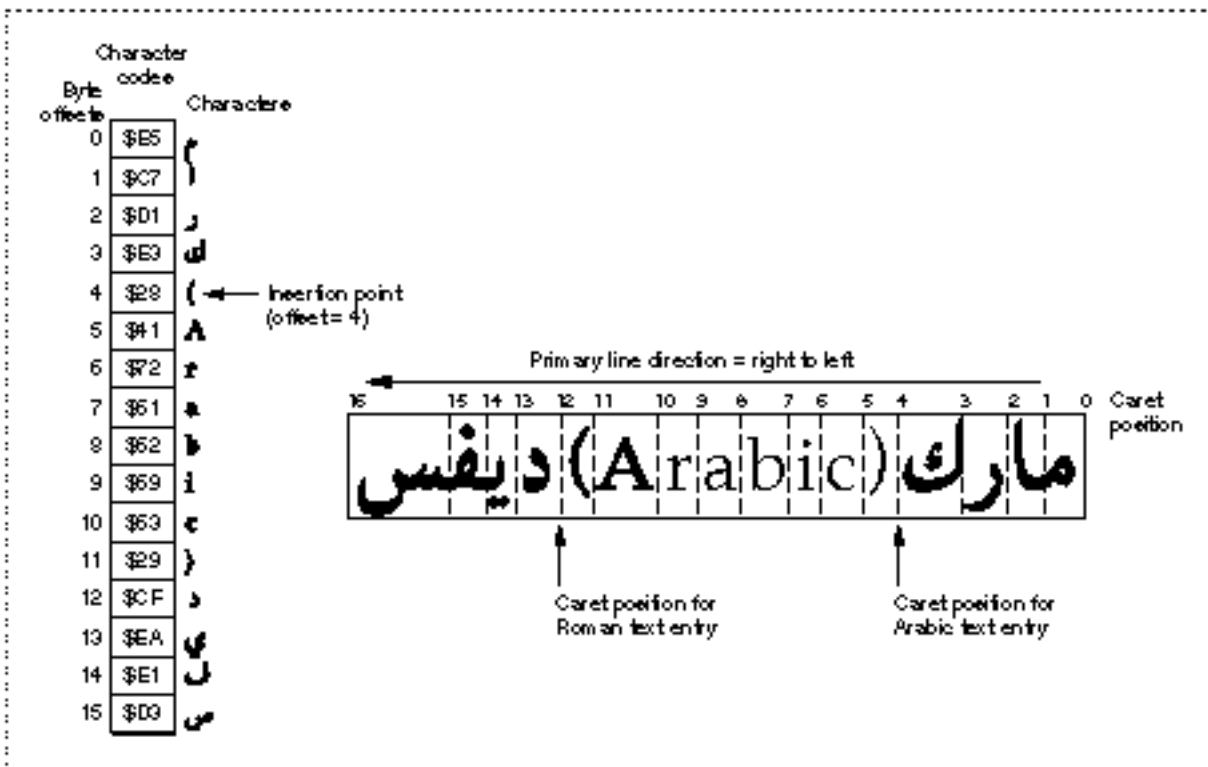 Character
codes
Byte
offsets
Characters
0 $E5 م
1 $C7 ا
2 $D1 ر
3 $E3 ك
4 $28 (
5 $41 A
6 $72 r
7 $61 a
8 $62 b
9 $69 i
10 $63 c
11 $29 )
12 $CF د
13 $EA ي
14 $E1
15 $D3
Insertion point
(offset = 4)
Primary line direction = right to left
16 15 14 13 12 11 10 9 8 7 6 5 4 3 2 1 0
Caret
position
مارك(Arabic)ديفس
Caret position for
Roman text entry
Caret position for
Arabic text entry